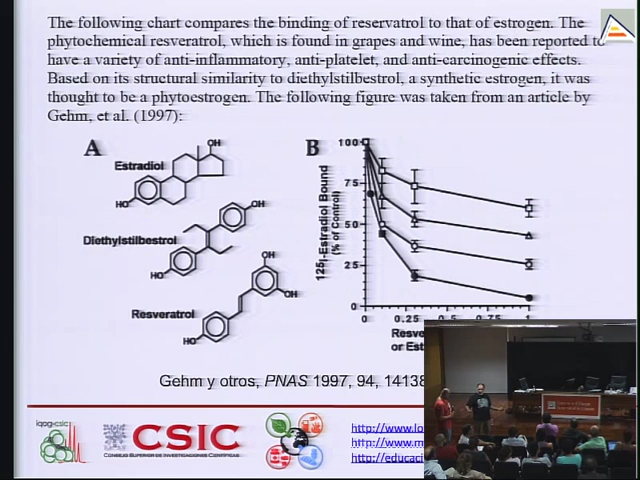 The following chart compares the binding of reservatrol to that of estrogen. The
phytochemical resveratrol, which is found in grapes and wine, has been reported to
have a variety of anti-inflammatory, anti-platelet, and anti-carcinogenic effects.
Based on its structural similarity to diethylstilbestrol, a synthetic estrogen, it was
thought to be a phytoestrogen. The following figure was taken from an article by
Gehm, et al. (1997):
A
Estradiol
OH
HO
Diethylstilbestrol
OH
HO
Resveratrol
OH
OH
HO
B
125I-Estradiol Bound
(% of Control)
100
75
50
25
0
0 0.25 0.5 0.75 1
Resve
or Est
Gehm y otros, PNAS 1997, 94, 14138
iqog-csic
CSIC
CONSEJO SUPERIOR DE INVESTIGACIONES CIENTÍFICAS
http://www.lo
http://www.m
http://educaci